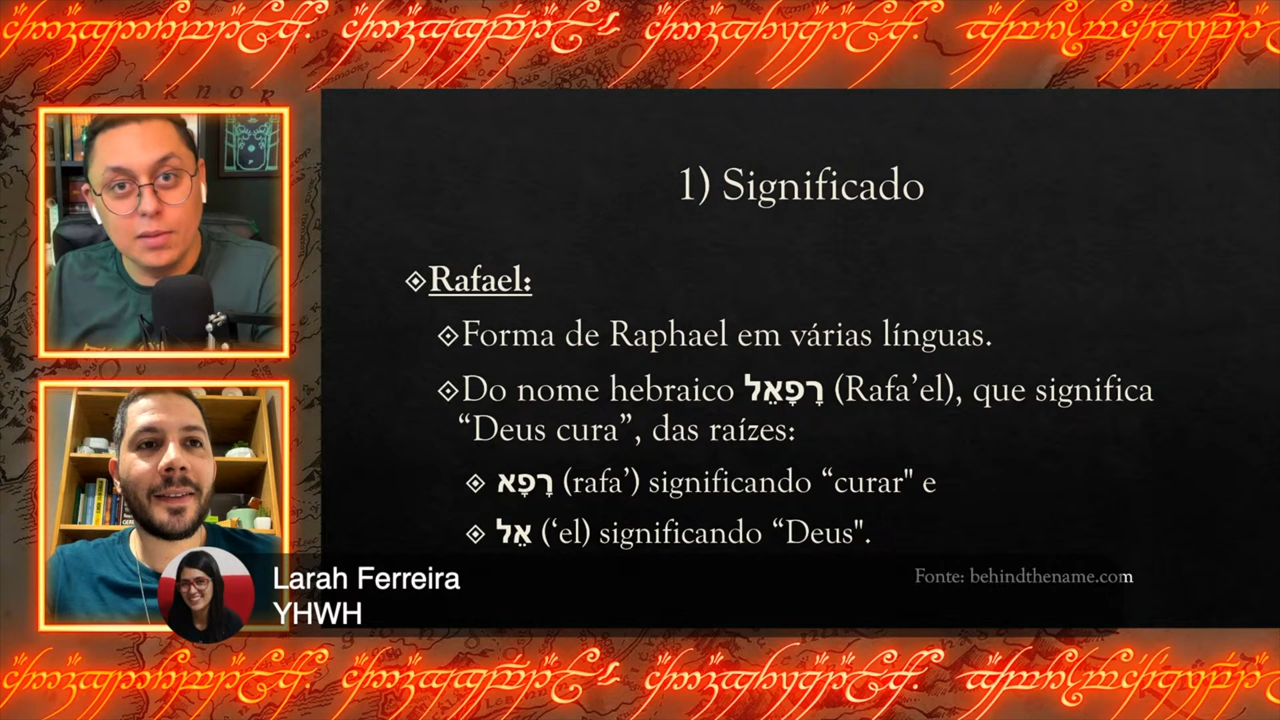 ARNOR
1) Significado
Rafael:
Forma de Raphael em várias línguas.
Do nome hebraico רָפָאֵל (Rafa’el), que significa
“Deus cura”, das raízes:
רָפָא (rafa’) significando “curar" e
אֵל (‘el) significando “Deus".
Fonte: behindthename.com
Larah Ferreira
YHWH